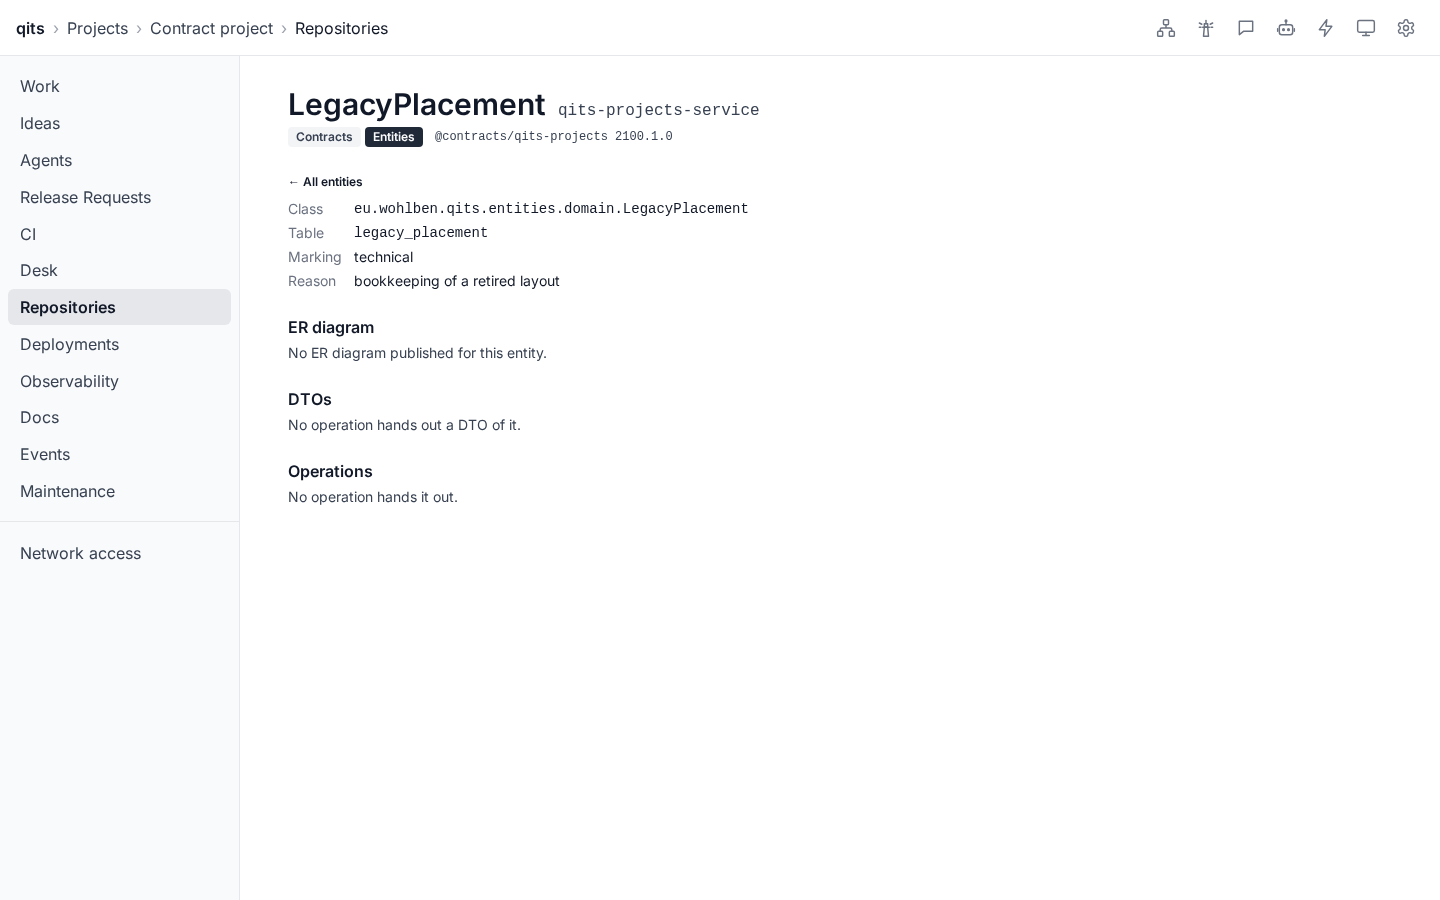 qits › Projects › Contract project › Repositories
Work
Ideas
Agents
Release Requests
CI
Desk
Repositories
Deployments
Observability
Docs
Events
Maintenance
Network access
LegacyPlacement qits-projects-service
Contracts Entities @contracts/qits-projects 2100.1.0
← All entities
Class eu.wohlben.qits.entities.domain.LegacyPlacement
Table legacy_placement
Marking technical
Reason bookkeeping of a retired layout
ER diagram
No ER diagram published for this entity.
DTOs
No operation hands out a DTO of it.
Operations
No operation hands it out.